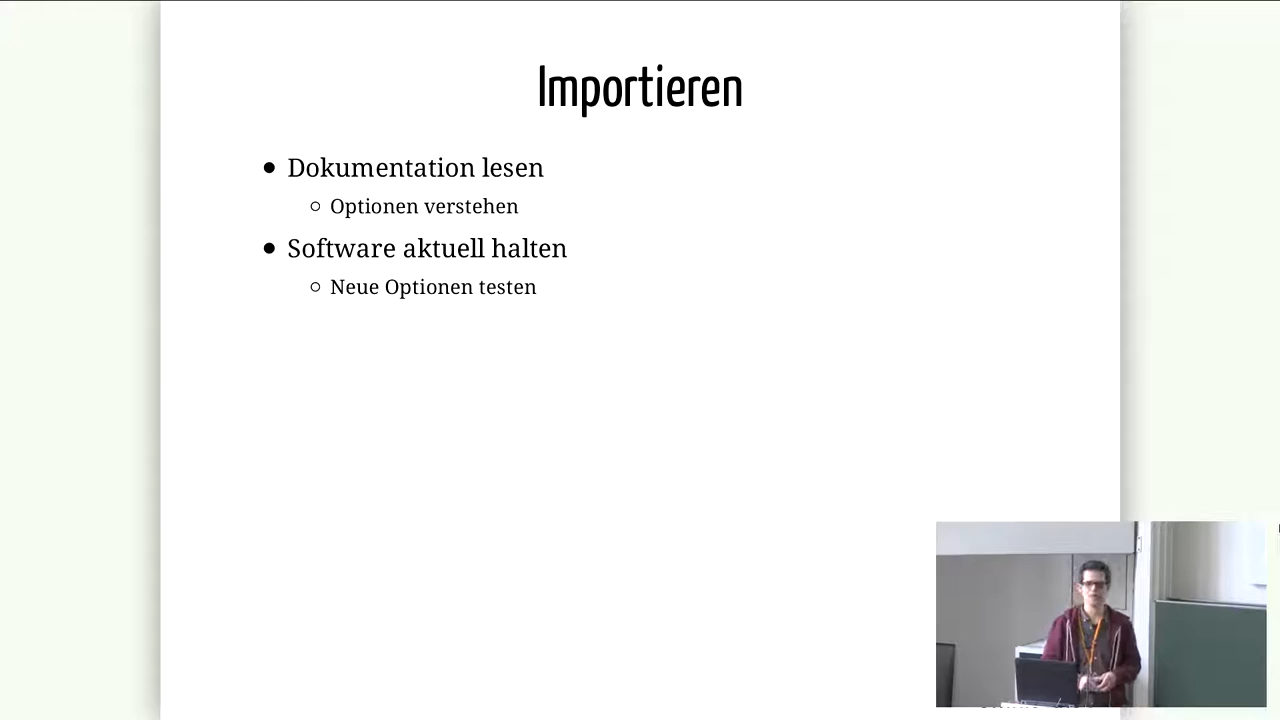 Importieren
Dokumentation lesen
Optionen verstehen
Software aktuell halten
Neue Optionen testen